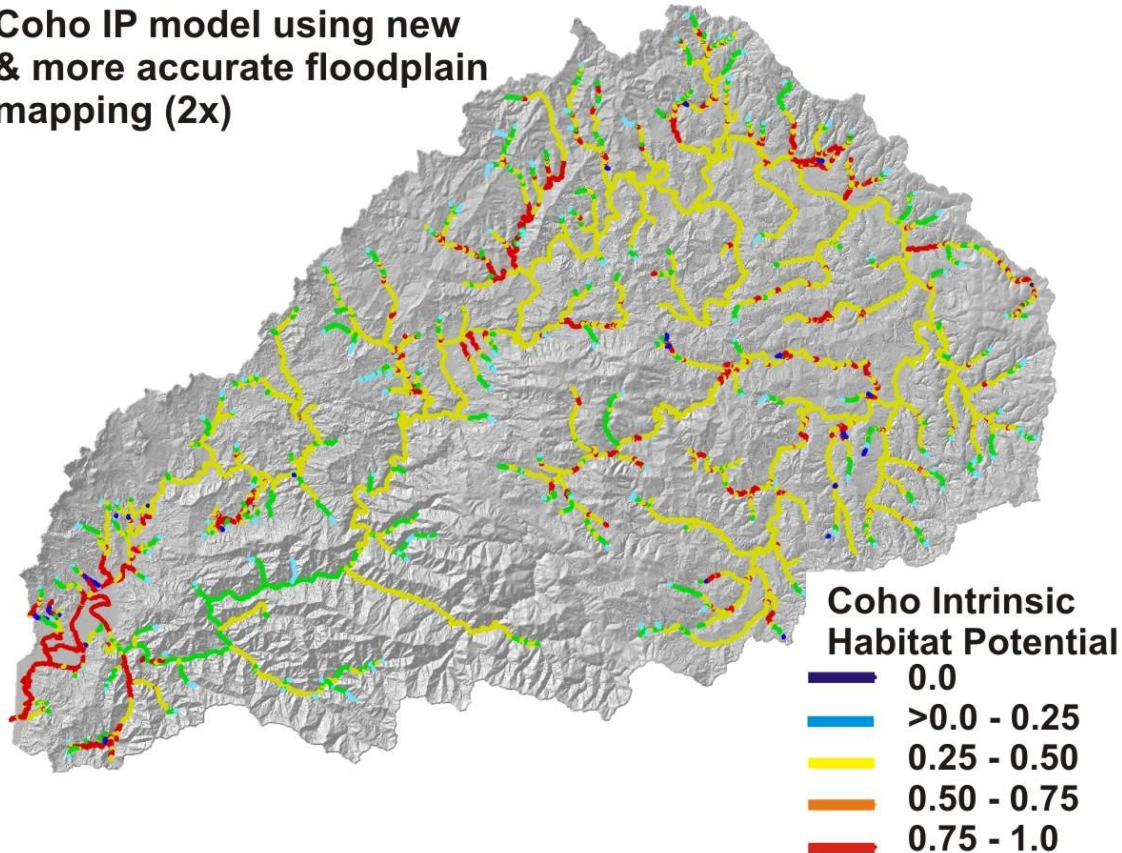 Coho IP model using new
& more accurate floodplain
mapping (2x)
Coho Intrinsic
Habitat Potential
0.0
>0.0 - 0.25
0.25 - 0.50
0.50 - 0.75
0.75 - 1.0